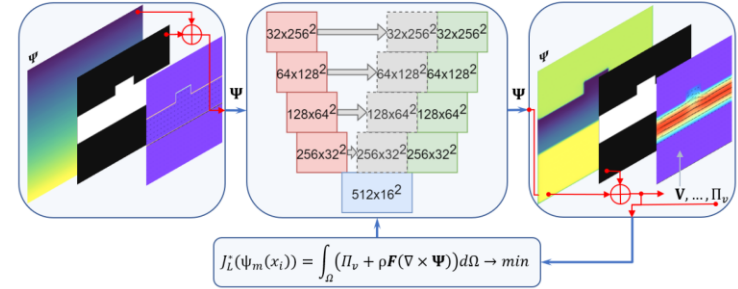 Ψ
Ψ
32x256² 32x256² 32x256²
64x128² 64x128² 64x128²
128x64² 128x64² 128x64²
256x32² 256x32² 256x32²
512x16²
Ψ
Ψ
V, ..., Π_v
J*_L(ψ_m(x_i)) = ∫_Ω (Π_v + ρF(∇ × Ψ))dΩ → min